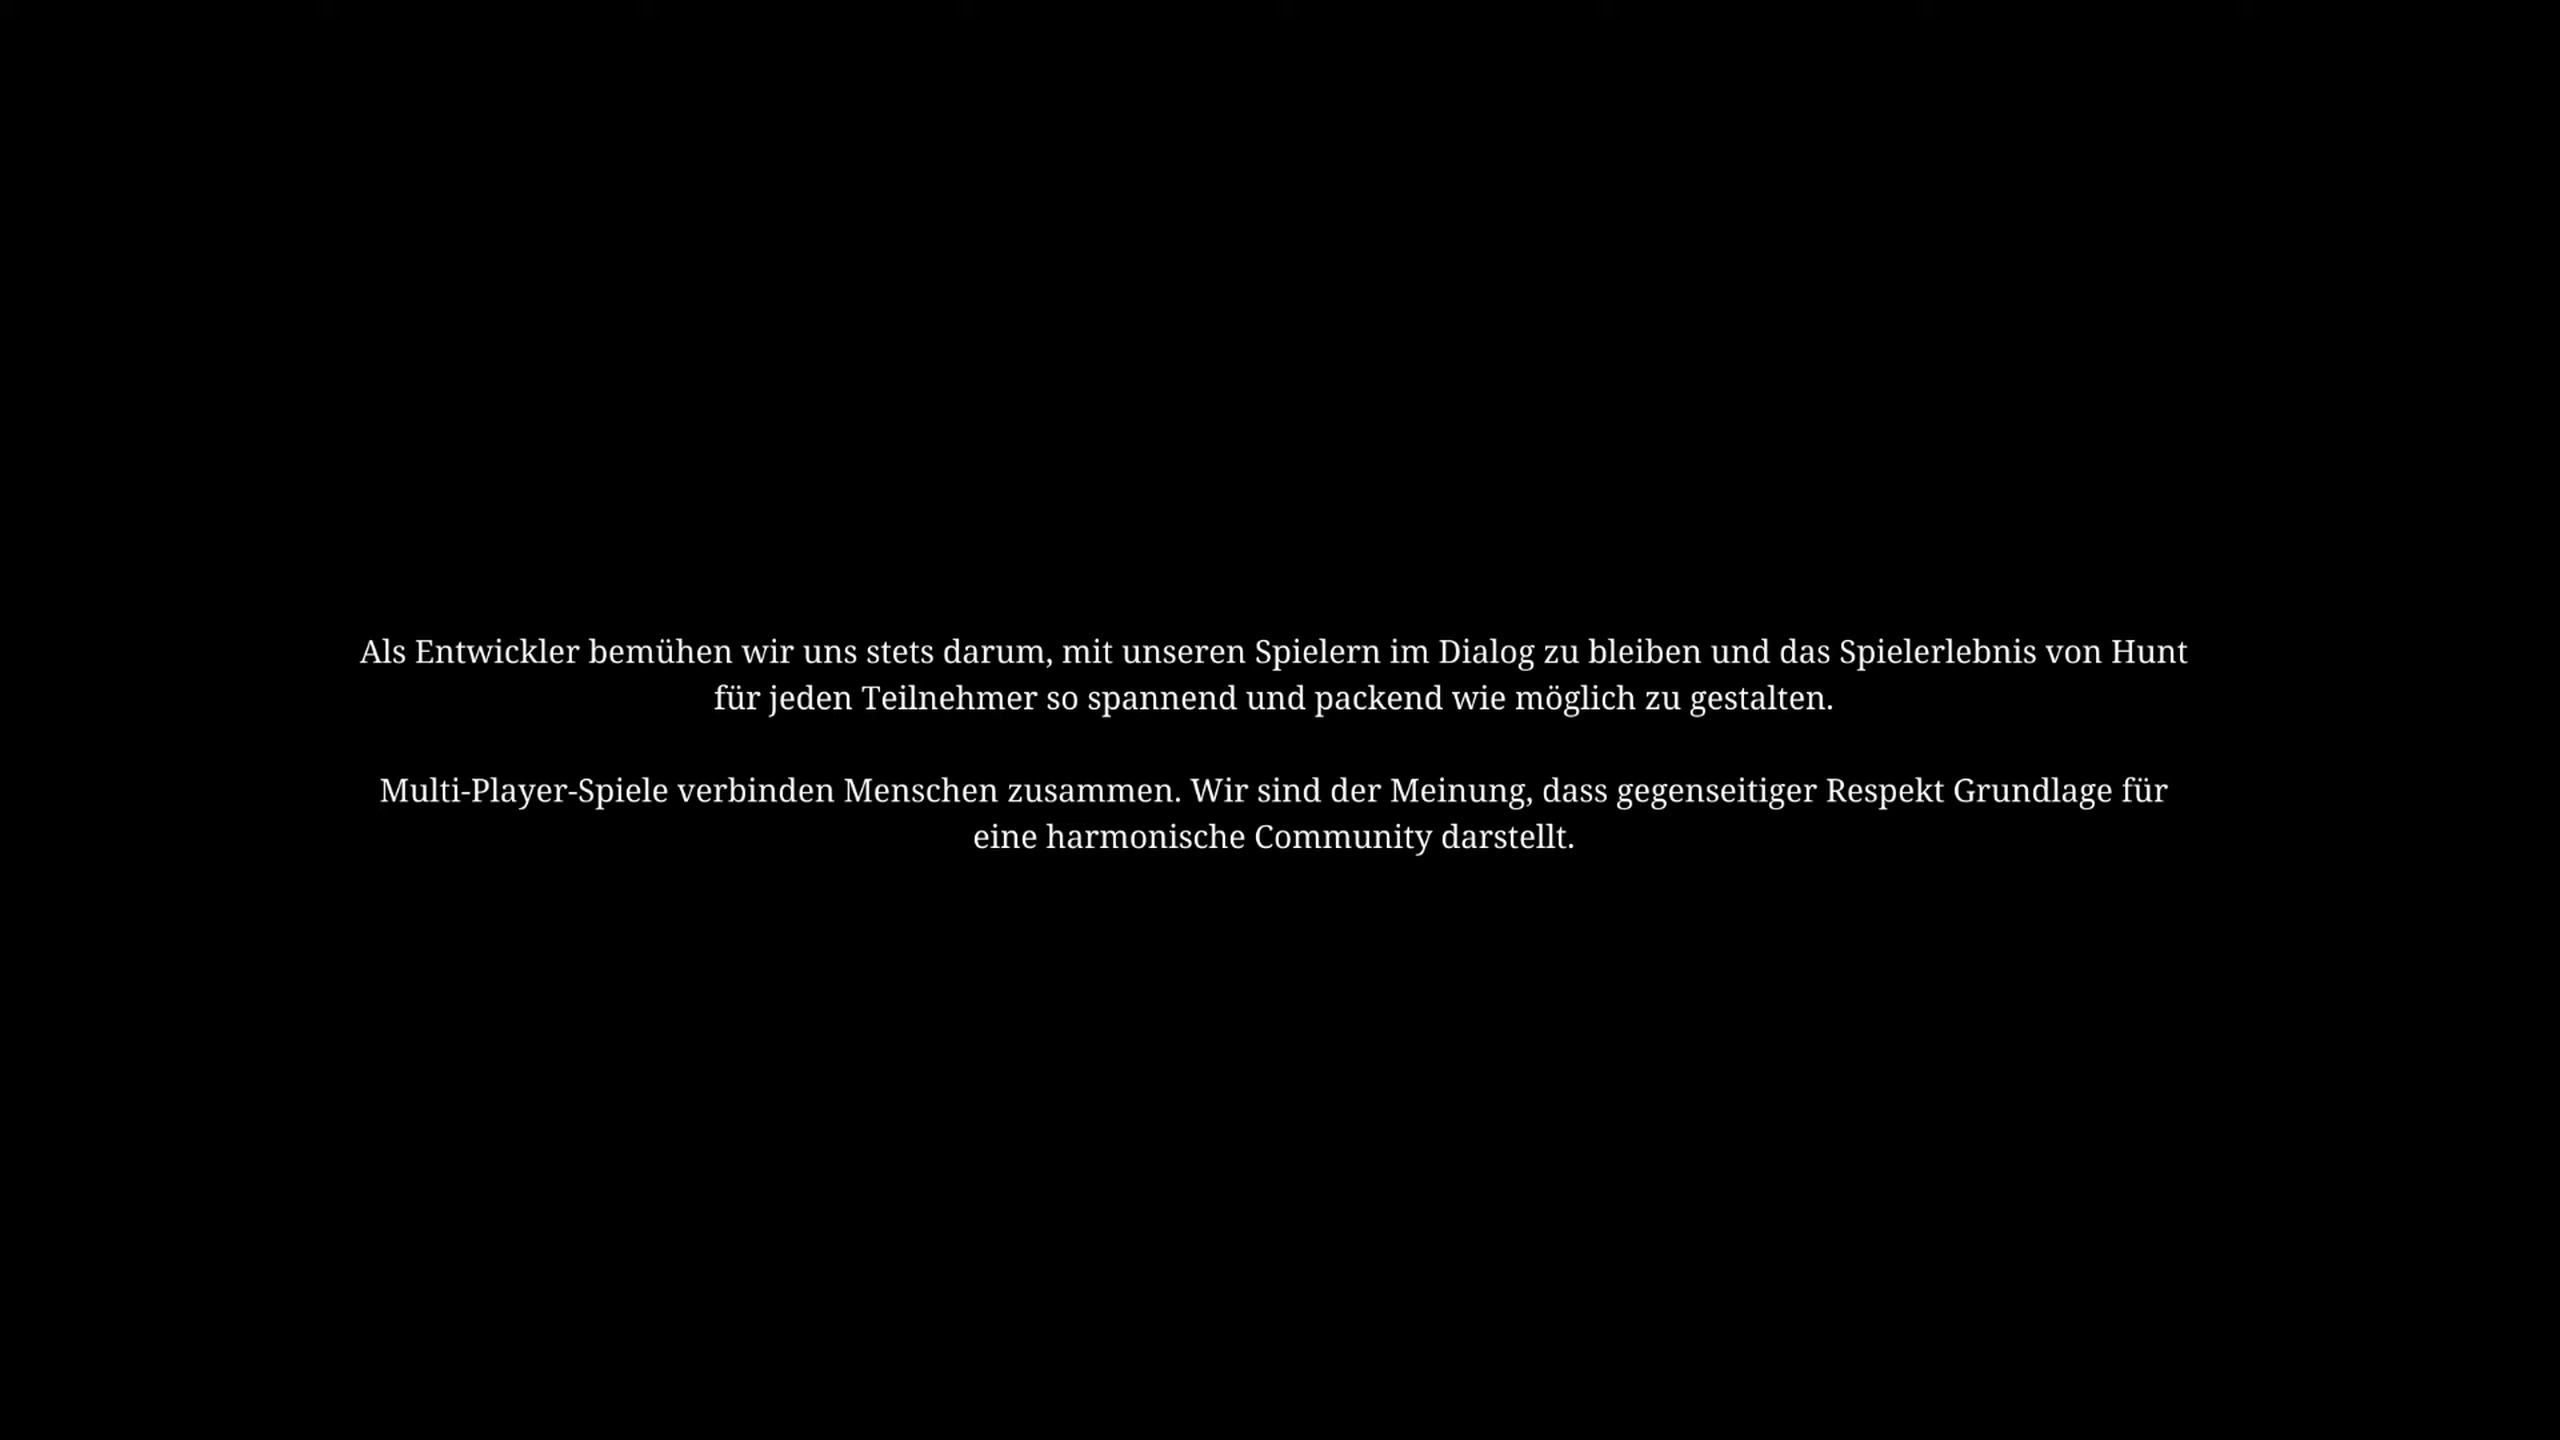 Als Entwickler bemühen wir uns stets darum, mit unseren Spielern im Dialog zu bleiben und das Spielerlebnis von Hunt
für jeden Teilnehmer so spannend und packend wie möglich zu gestalten.
Multi-Player-Spiele verbinden Menschen zusammen. Wir sind der Meinung, dass gegenseitiger Respekt Grundlage für
eine harmonische Community darstellt.